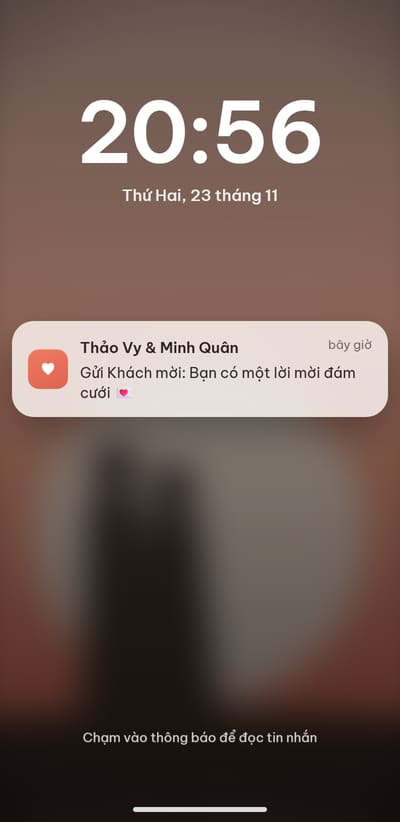 20:56
Thứ Hai, 23 tháng 11
Thảo Vy & Minh Quân
bây giờ
Gửi Khách mời: Bạn có một lời mời đám
cưới 💌
Chạm vào thông báo để đọc tin nhắn